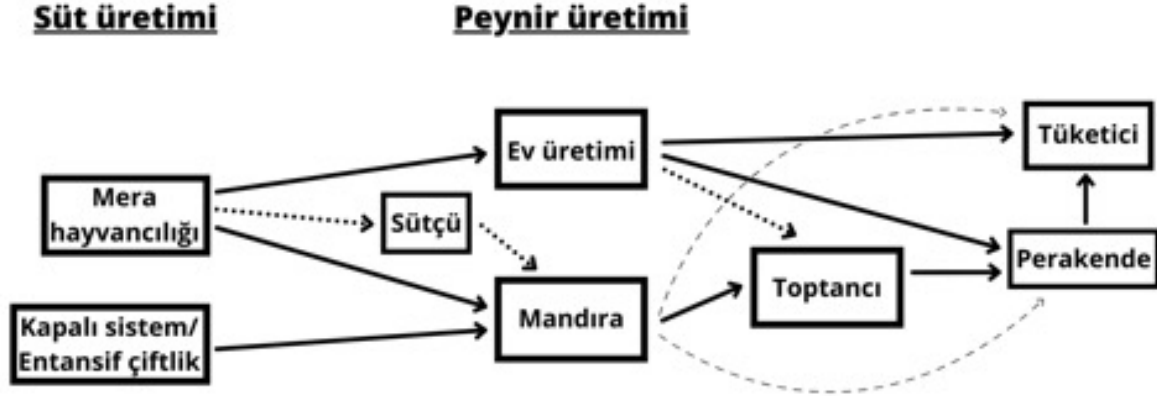 Süt üretimi
Peynir üretimi
Ev üretimi
Tüketici
Mera
hayvancılığı
Sütçü
Toptancı
Perakende
Mandıra
Kapalı sistem/
Entansif çiftlik